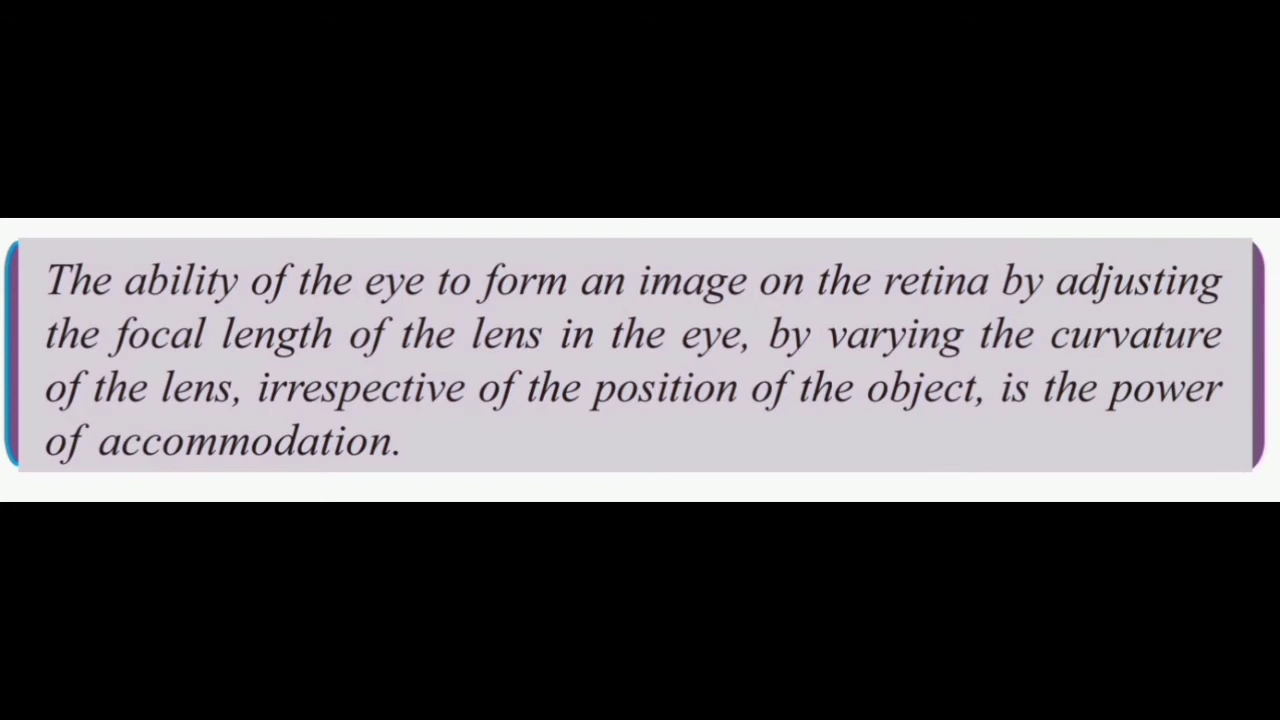 The ability of the eye to form an image on the retina by adjusting
the focal length of the lens in the eye, by varying the curvature
of the lens, irrespective of the position of the object, is the power
of accommodation.